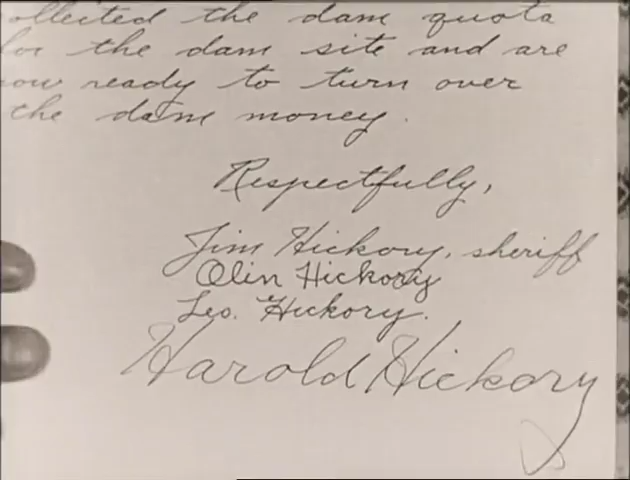 ollected the dam quota
for the dam site and are
now ready to turn over
the dam money.
Respectfully,
Jim Hickory, sheriff
Olin Hickory
Leo. Hickory.
Harold Hickory